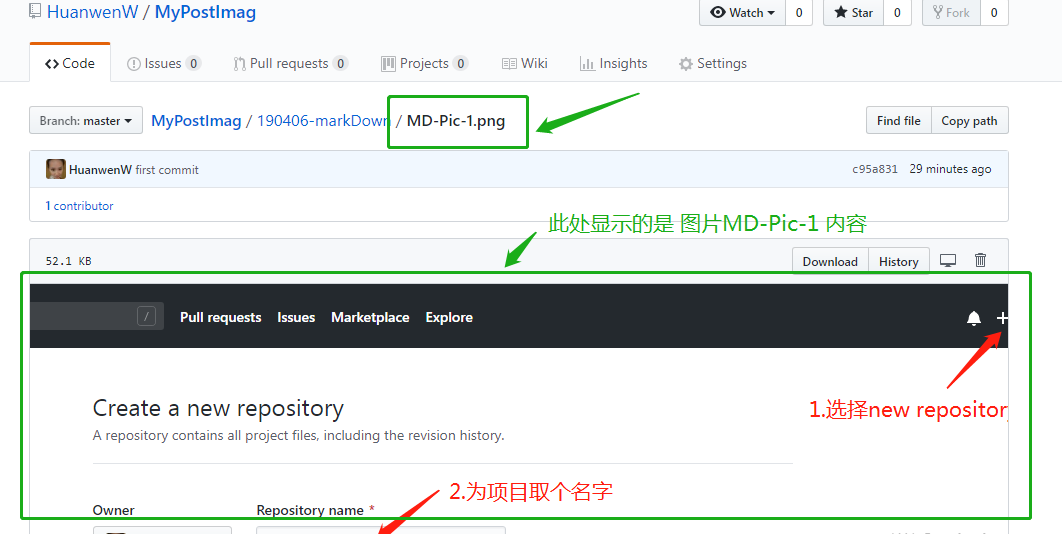 HuanwenW / MyPostImag Watch 0 Star 0 Fork 0
Code Issues 0 Pull requests 0 Projects 0 Wiki Insights Settings
Branch: master MyPostImag / 190406-markDown / MD-Pic-1.png Find file Copy path
HuanwenW first commit c95a831 29 minutes ago
1 contributor
此处显示的是 图片MD-Pic-1 内容
52.1 KB Download History
/ Pull requests Issues Marketplace Explore
Create a new repository
1.选择new repositor
A repository contains all project files, including the revision history.
2.为项目取个名字
Owner Repository name *